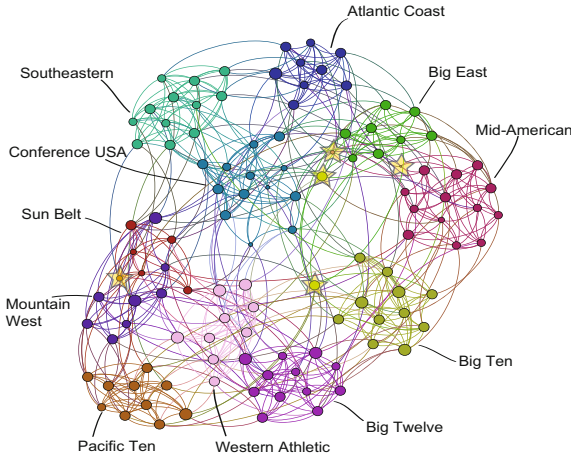 Atlantic Coast
Southeastern
Big East
Mid-American
Conference USA
Sun Belt
Mountain
West
Big Ten
Big Twelve
Pacific Ten
Western Athletic